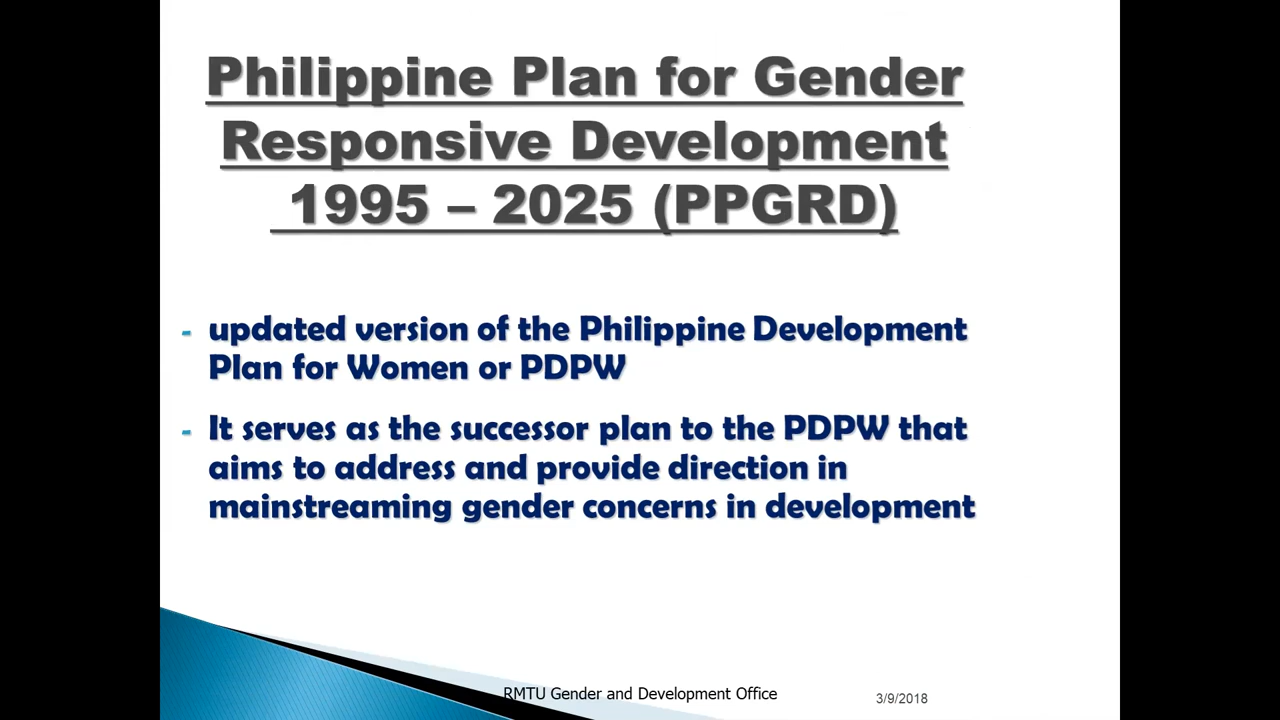 Philippine Plan for Gender
Responsive Development
1995 – 2025 (PPGRD)
- updated version of the Philippine Development
Plan for Women or PDPW
- It serves as the successor plan to the PDPW that
aims to address and provide direction in
mainstreaming gender concerns in development
RMTU Gender and Development Office
3/9/2018